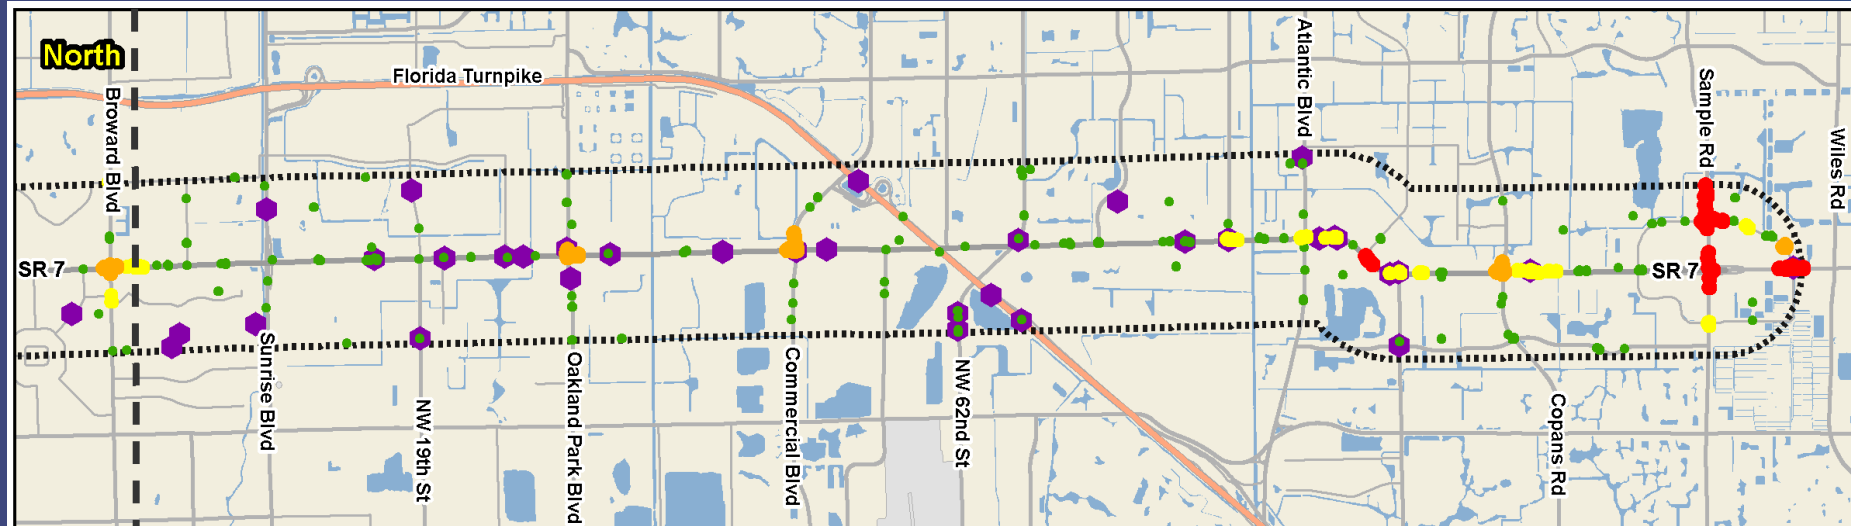 North
Florida Turnpike
Broward Blvd
Atlantic Blvd
Sample Rd
Wiles Rd
SR 7
SR 7
Sunrise Blvd
NW 19th St
Oakland Park Blvd
Commercial Blvd
NW 62nd St
Copans Rd